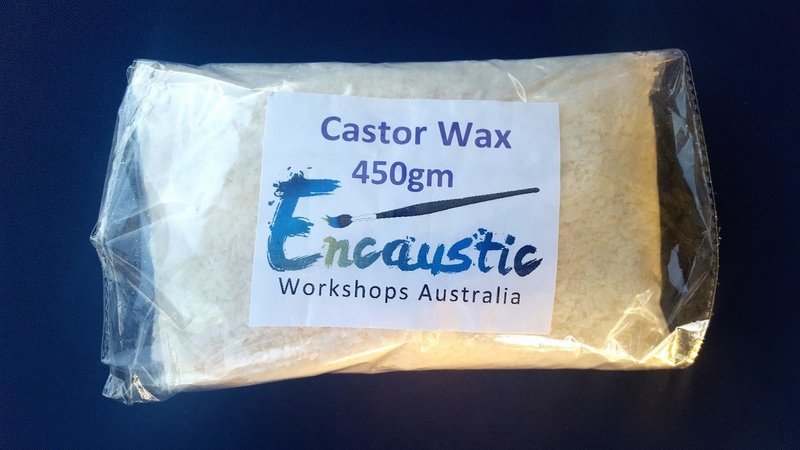 Castor Wax
450gm
Encaustic
Workshops Australia